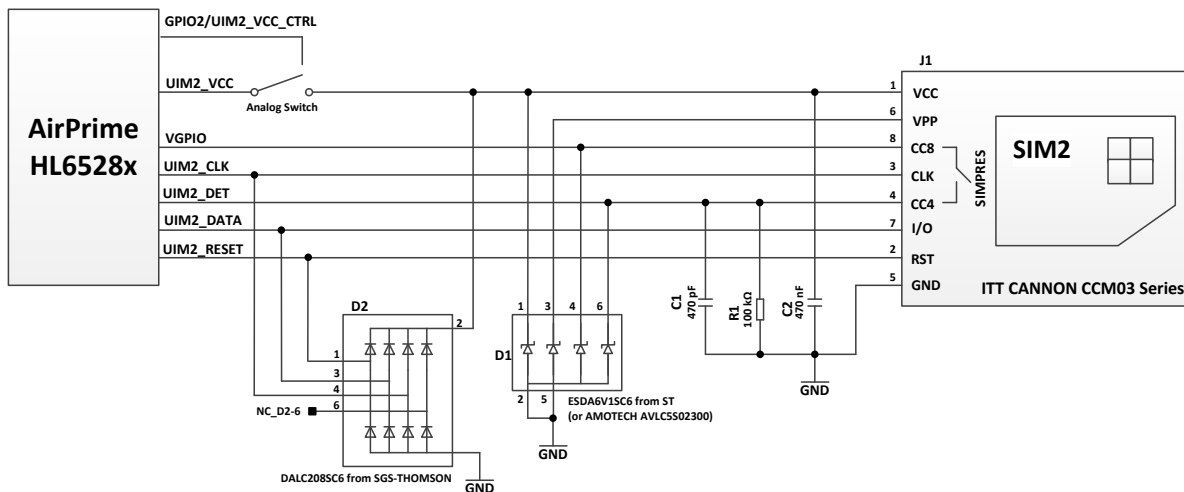 GPIO2/UIM2_VCC_CTRL
J1
UIM2_VCC
Analog Switch
1
VCC
6
VPP
AirPrime
HL6528x
VGPIO
8
CC8
SIM2
UIM2_CLK
3
CLK
SIMPRES
UIM2_DET
4
CC4
UIM2_DATA
7
I/O
UIM2_RESET
2
RST
5
GND
ITT CANNON CCM03 Series
D2
2
1
3
4
6
NC_D2-6
DALC208SC6 from SGS-THOMSON
GND
1
3
4
6
D1
2
5
ESDA6V1SC6 from ST
(or AMOTECH AVLC5S02300)
GND
C1
470 pF
R1
100 kΩ
C2
470 nF
GND